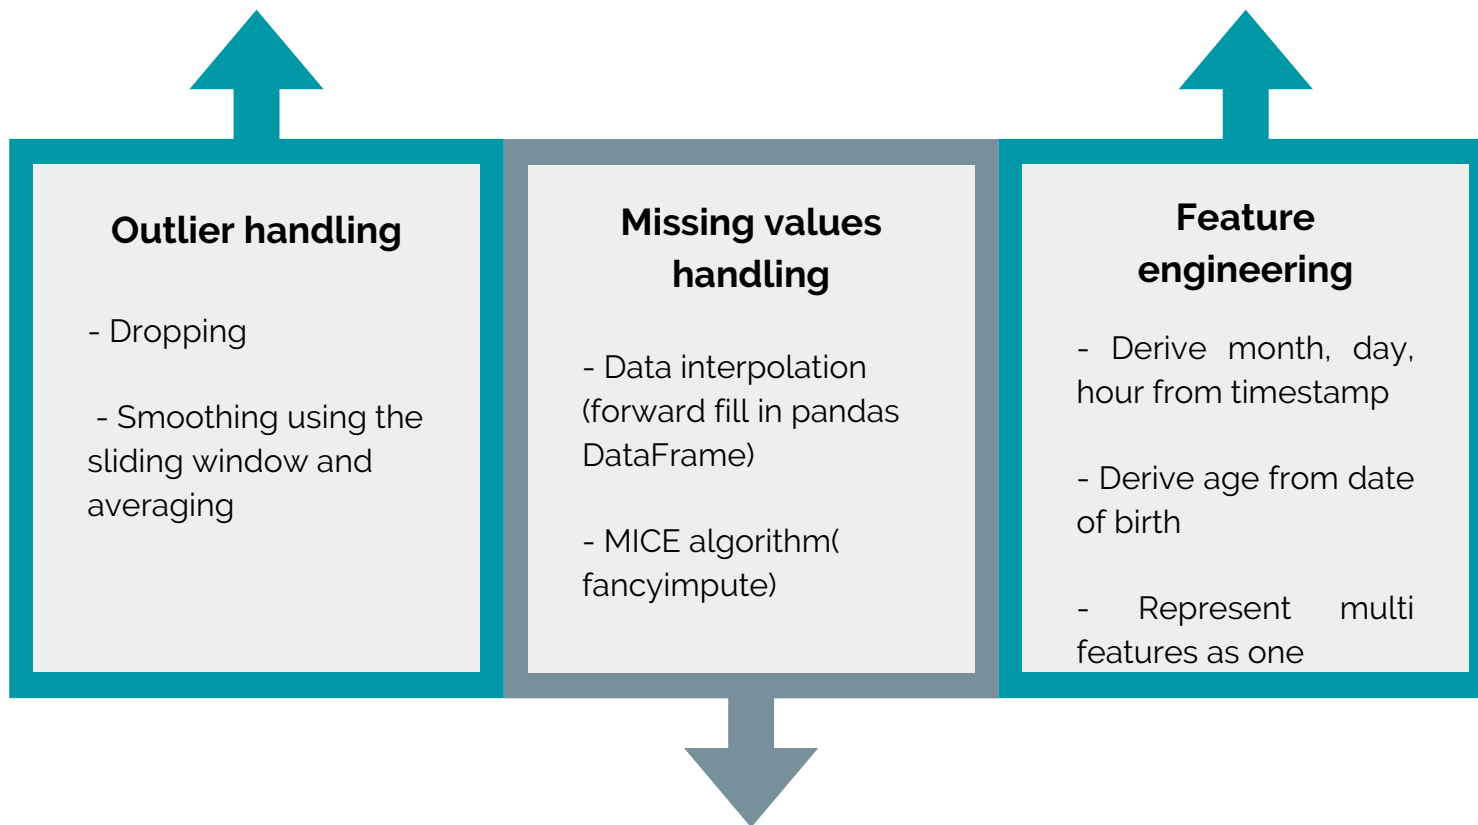 Outlier handling
- Dropping
- Smoothing using the
sliding window and
averaging
Missing values
handling
- Data interpolation
(forward fill in pandas
DataFrame)
- MICE algorithm(
fancyimpute)
Feature
engineering
- Derive month, day,
hour from timestamp
- Derive age from date
of birth
- Represent multi
features as one